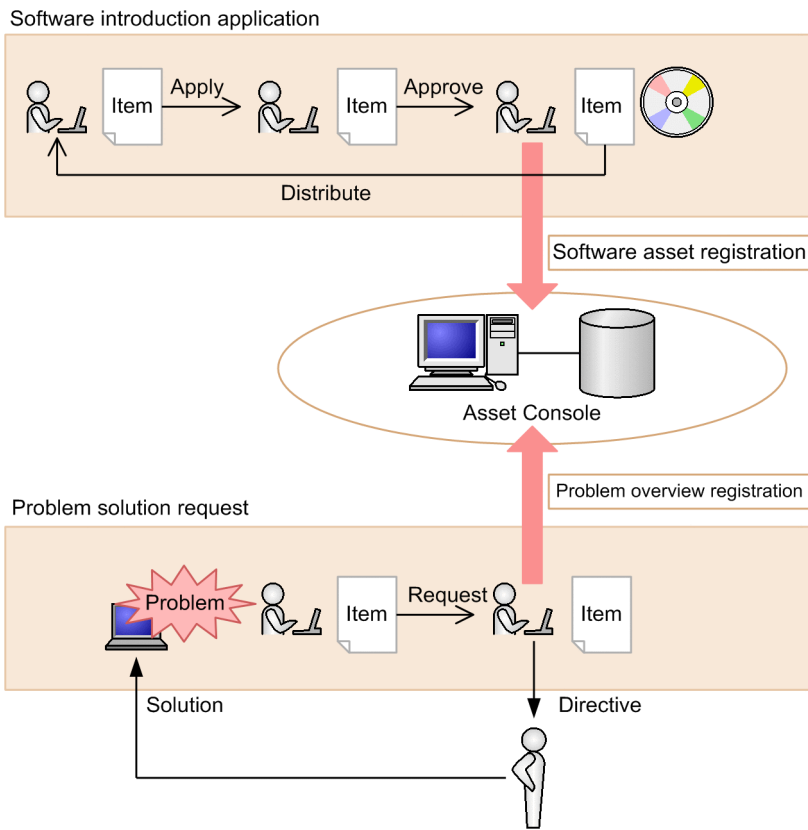 Software introduction application
Item
Apply
Item
Approve
Item
Distribute
Software asset registration
Asset Console
Problem overview registration
Problem solution request
Problem
Item
Request
Item
Solution
Directive